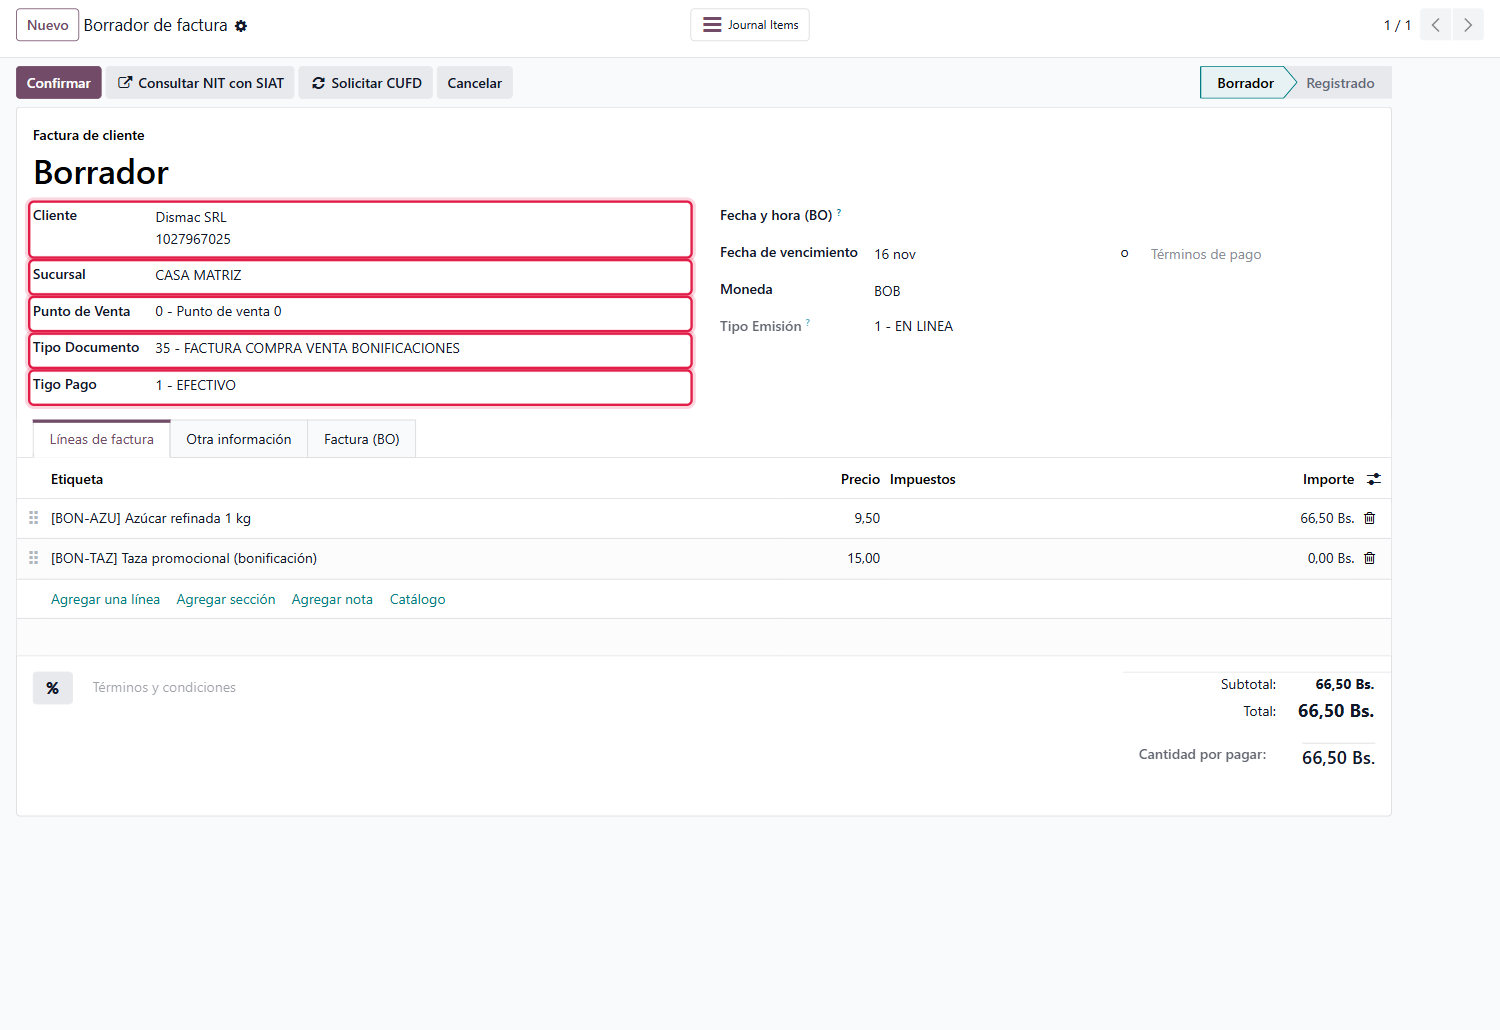 Nuevo Borrador de factura Journal Items 1 / 1
Confirmar Consultar NIT con SIAT Solicitar CUFD Cancelar Borrador Registrado
Factura de cliente
Borrador
Cliente Dismac SRL
1027967025
Sucursal CASA MATRIZ
Punto de Venta 0 - Punto de venta 0
Tipo Documento 35 - FACTURA COMPRA VENTA BONIFICACIONES
Tigo Pago 1 - EFECTIVO
Fecha y hora (BO) ?
Fecha de vencimiento 16 nov o Términos de pago
Moneda BOB
Tipo Emisión ? 1 - EN LINEA
Líneas de factura Otra información Factura (BO)
Etiqueta Precio Impuestos Importe
[BON-AZU] Azúcar refinada 1 kg 9,50 66,50 Bs.
[BON-TAZ] Taza promocional (bonificación) 15,00 0,00 Bs.
Agregar una línea Agregar sección Agregar nota Catálogo
% Términos y condiciones
Subtotal: 66,50 Bs.
Total: 66,50 Bs.
Cantidad por pagar: 66,50 Bs.